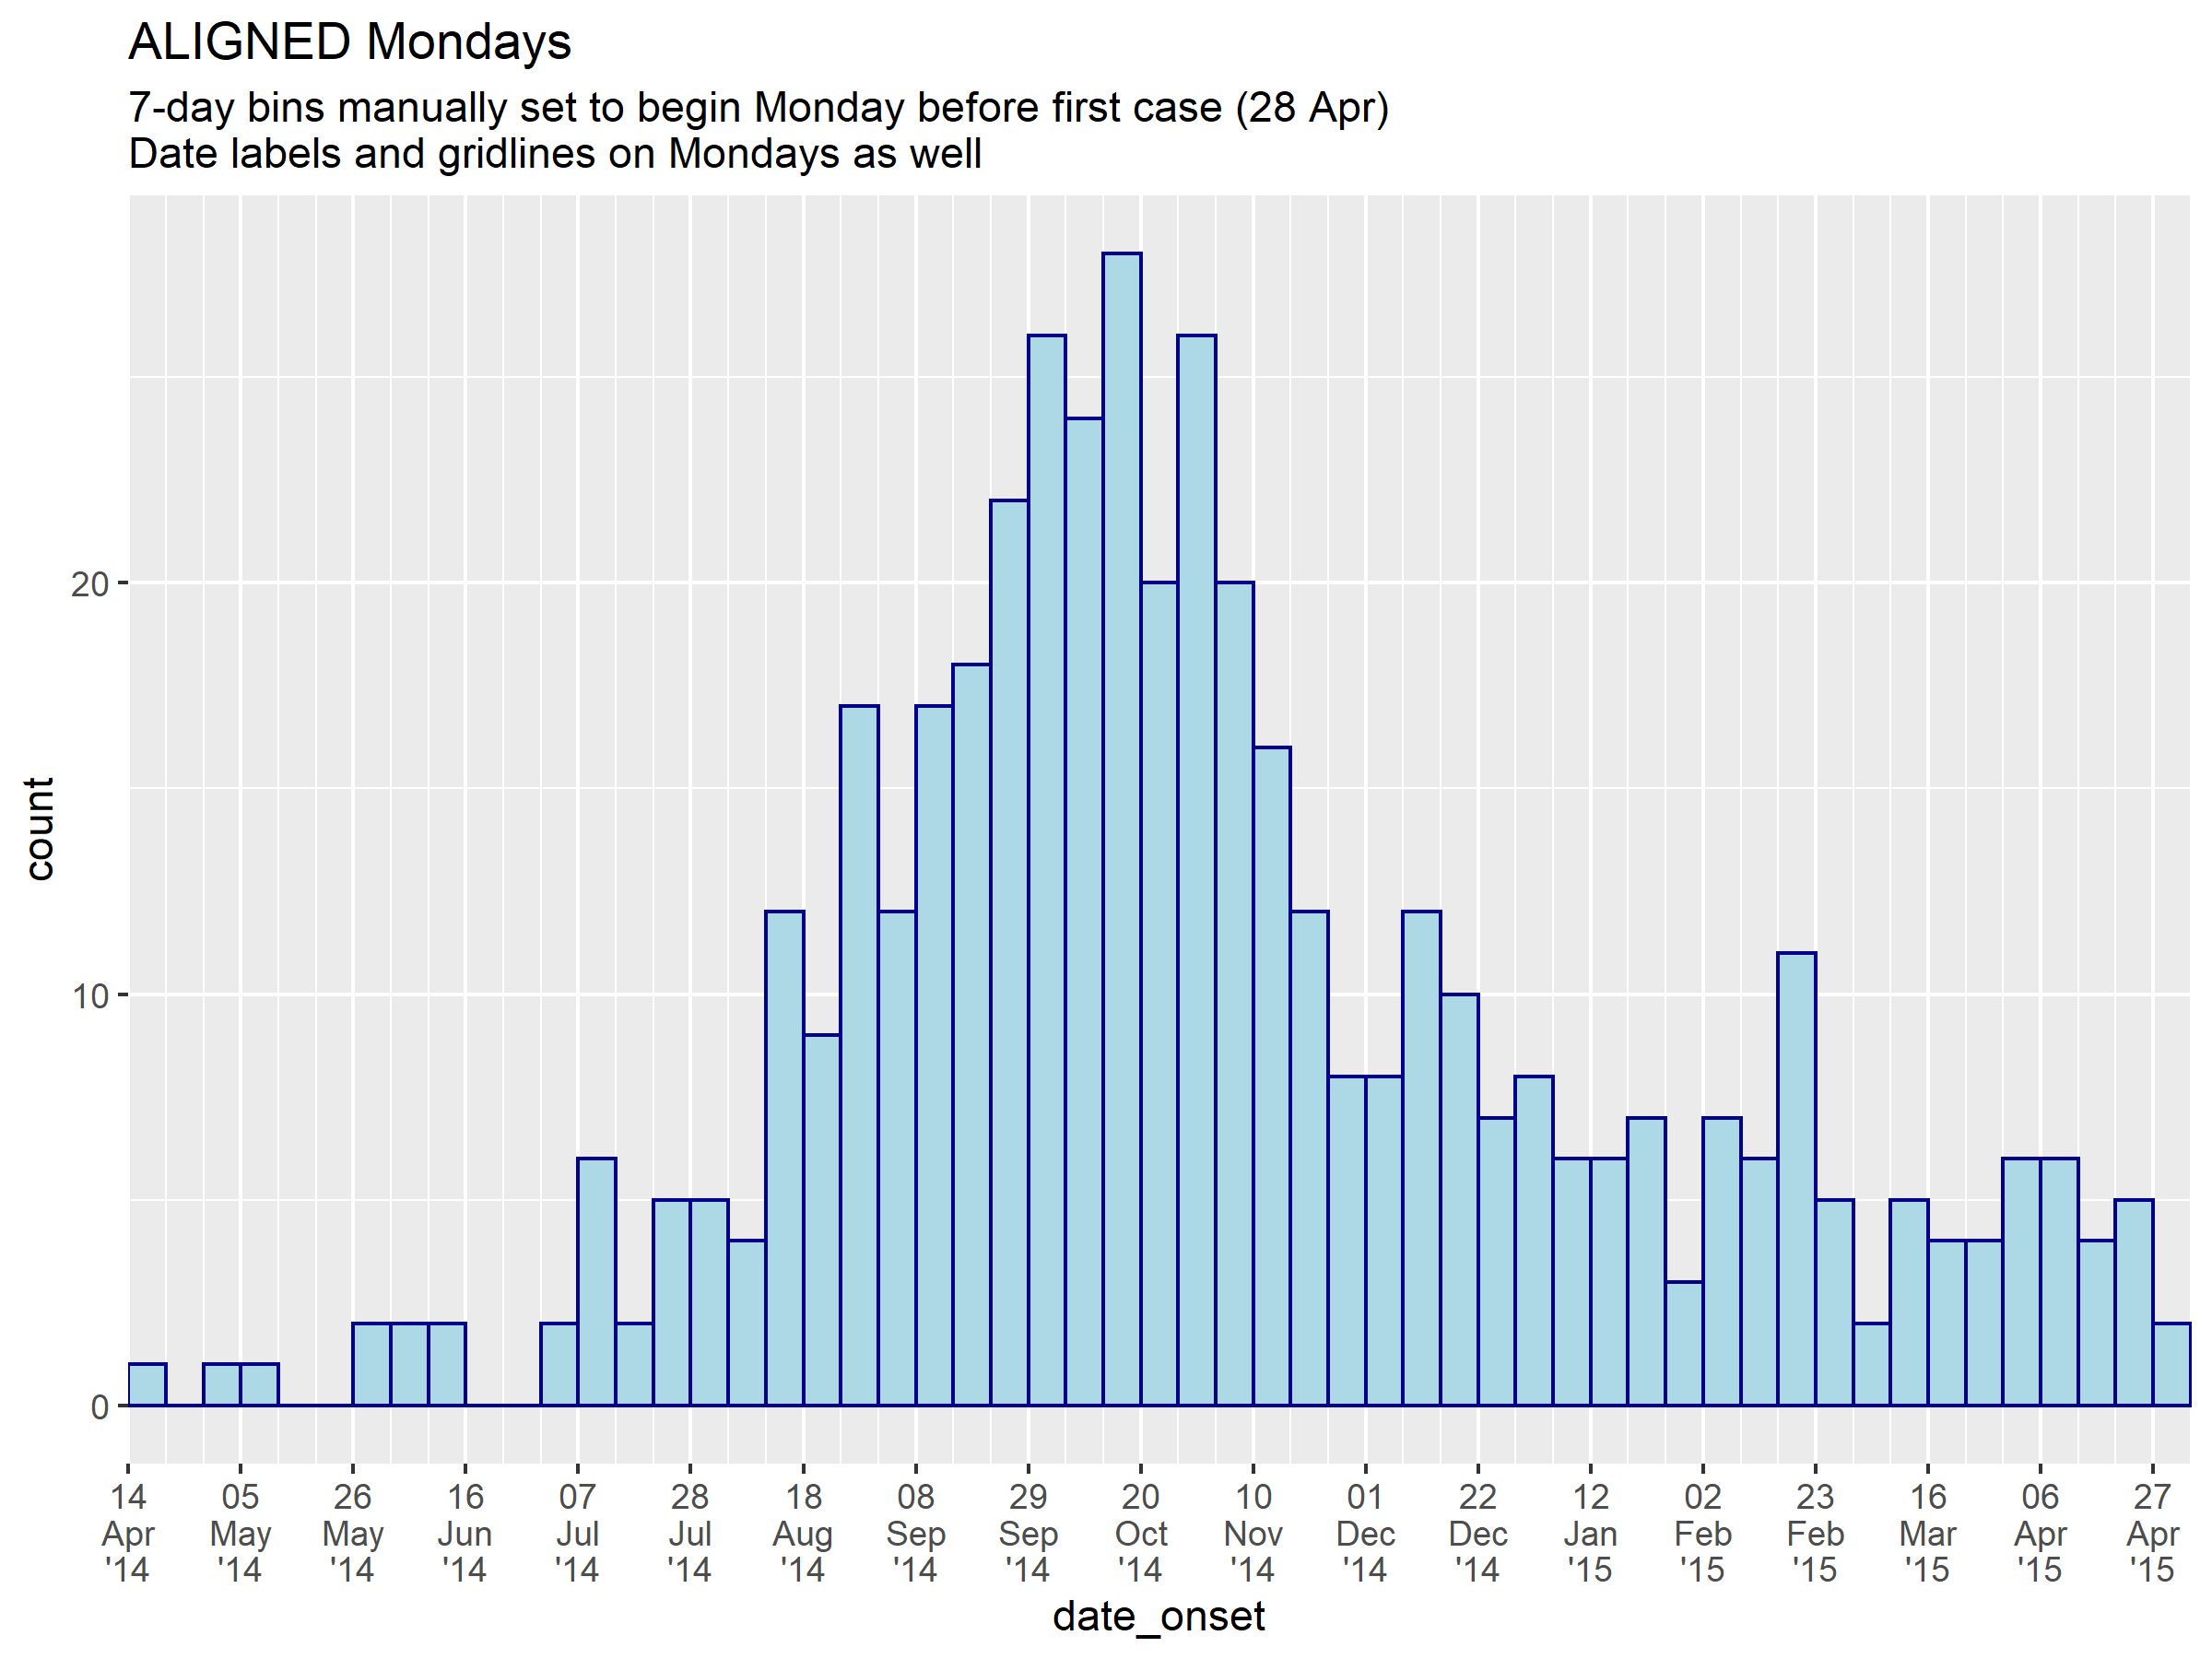 ALIGNED Mondays
7-day bins manually set to begin Monday before first case (28 Apr)
Date labels and gridlines on Mondays as well
count
20
10
0
14 05 26 16 07 28 18 08 29 20 10 01 22 12 02 23 16 06 27
Apr May May Jun Jul Jul Aug Sep Sep Oct Nov Dec Dec Jan Feb Feb Mar Apr Apr
'14 '14 '14 '14 '14 '14 '14 '14 '14 '14 '14 '14 '14 '15 '15 '15 '15 '15 '15
date_onset